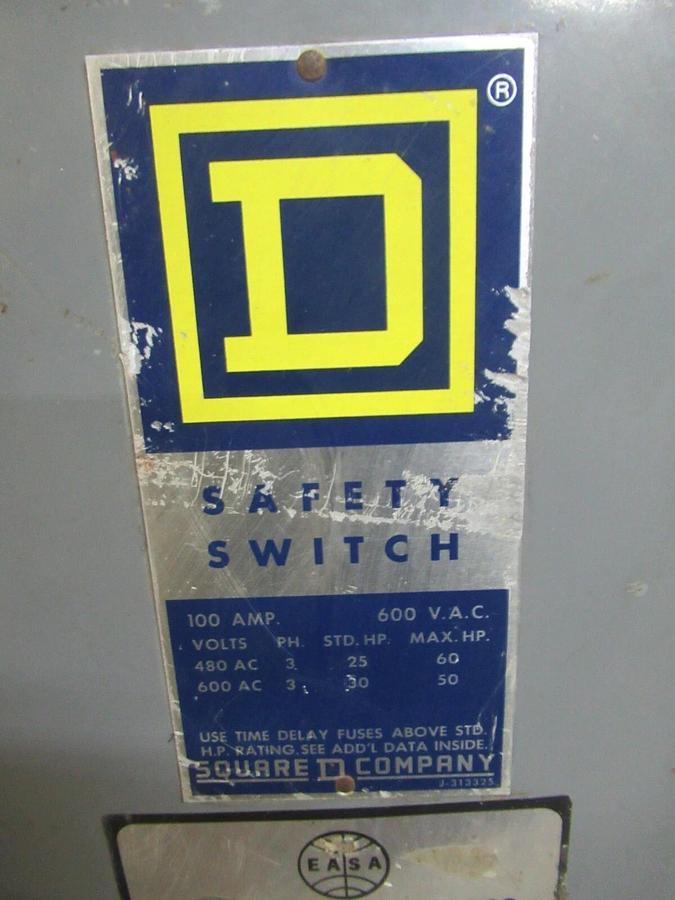 ®
D
SAFETY
SWITCH
100 AMP. 600 V.A.C.
VOLTS PH. STD. HP. MAX. HP.
480 AC 3 25 60
600 AC 3 30 50
USE TIME DELAY FUSES ABOVE STD.
H.P. RATING. SEE ADD'L DATA INSIDE.
SQUARE D COMPANY
J-313325
EASA